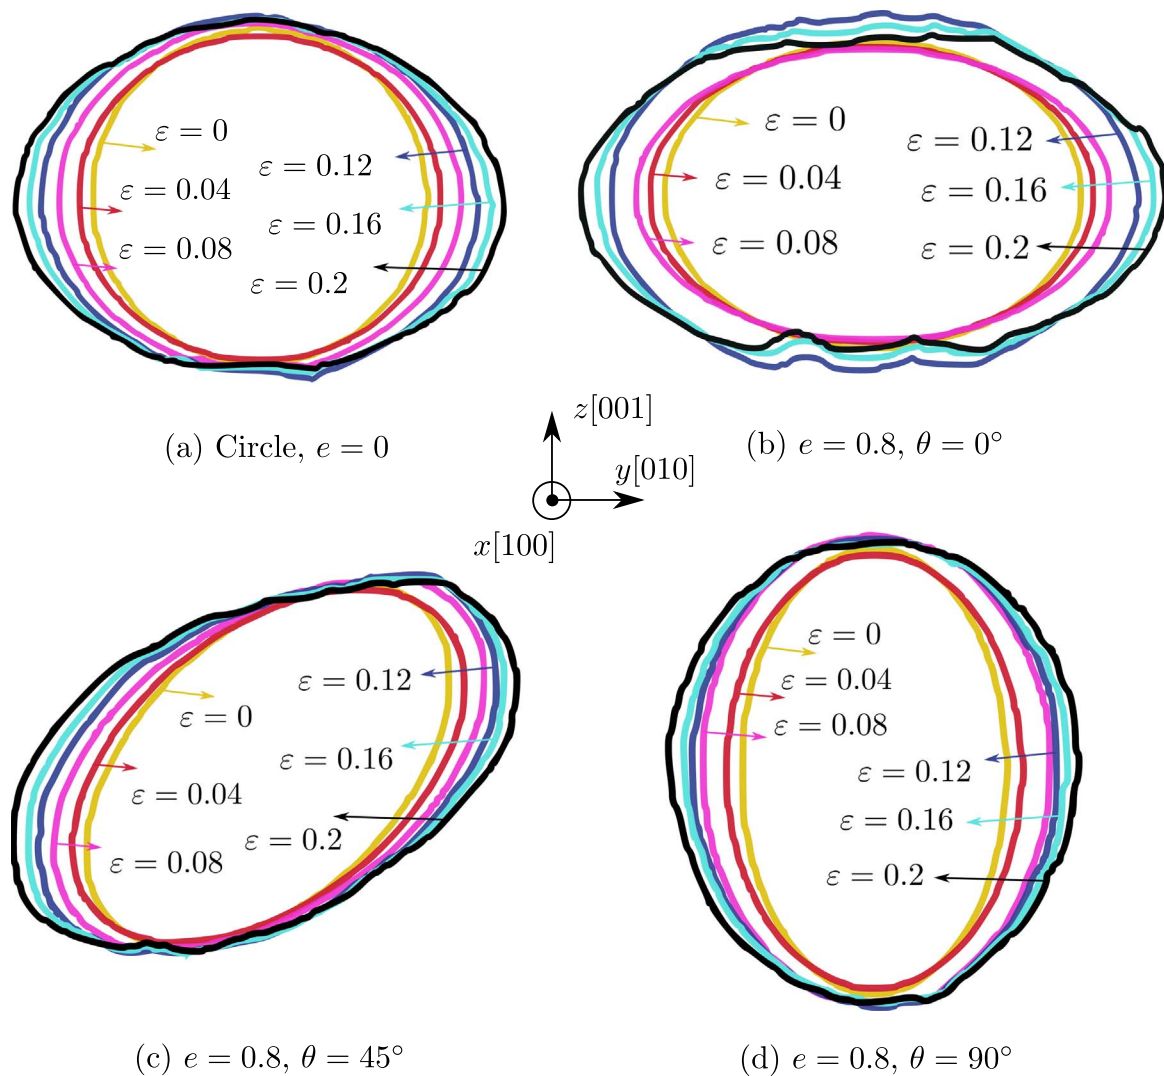 ε = 0
ε = 0.12
ε = 0.04
ε = 0.16
ε = 0.08
ε = 0.2
(a) Circle, e = 0
ε = 0
ε = 0.12
ε = 0.04
ε = 0.16
ε = 0.08
ε = 0.2
(b) e = 0.8, θ = 0°
z[001]
y[010]
x[100]
ε = 0.12
ε = 0
ε = 0.16
ε = 0.04
ε = 0.2
ε = 0.08
(c) e = 0.8, θ = 45°
ε = 0
ε = 0.04
ε = 0.08
ε = 0.12
ε = 0.16
ε = 0.2
(d) e = 0.8, θ = 90°